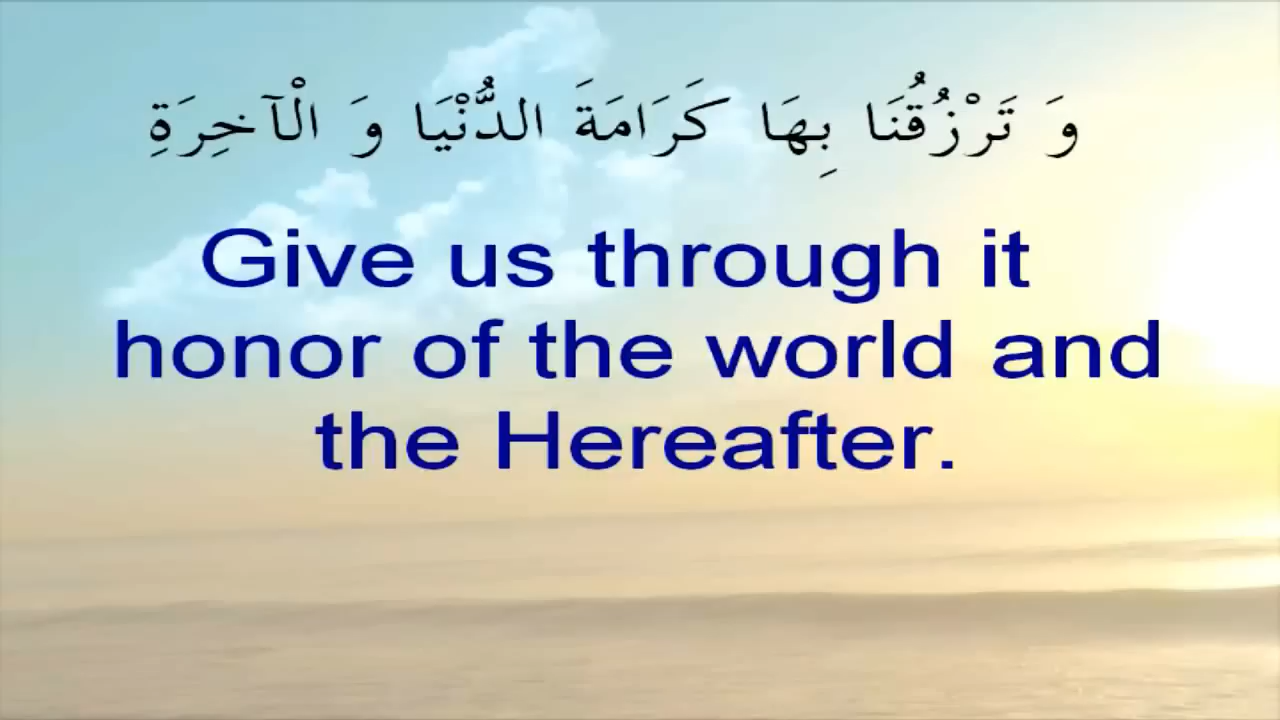 وَ تَرْزُقُنَا بِهَا كَرَامَةَ الدُّنْيَا وَ الْآخِرَةِ
Give us through it
honor of the world and
the Hereafter.